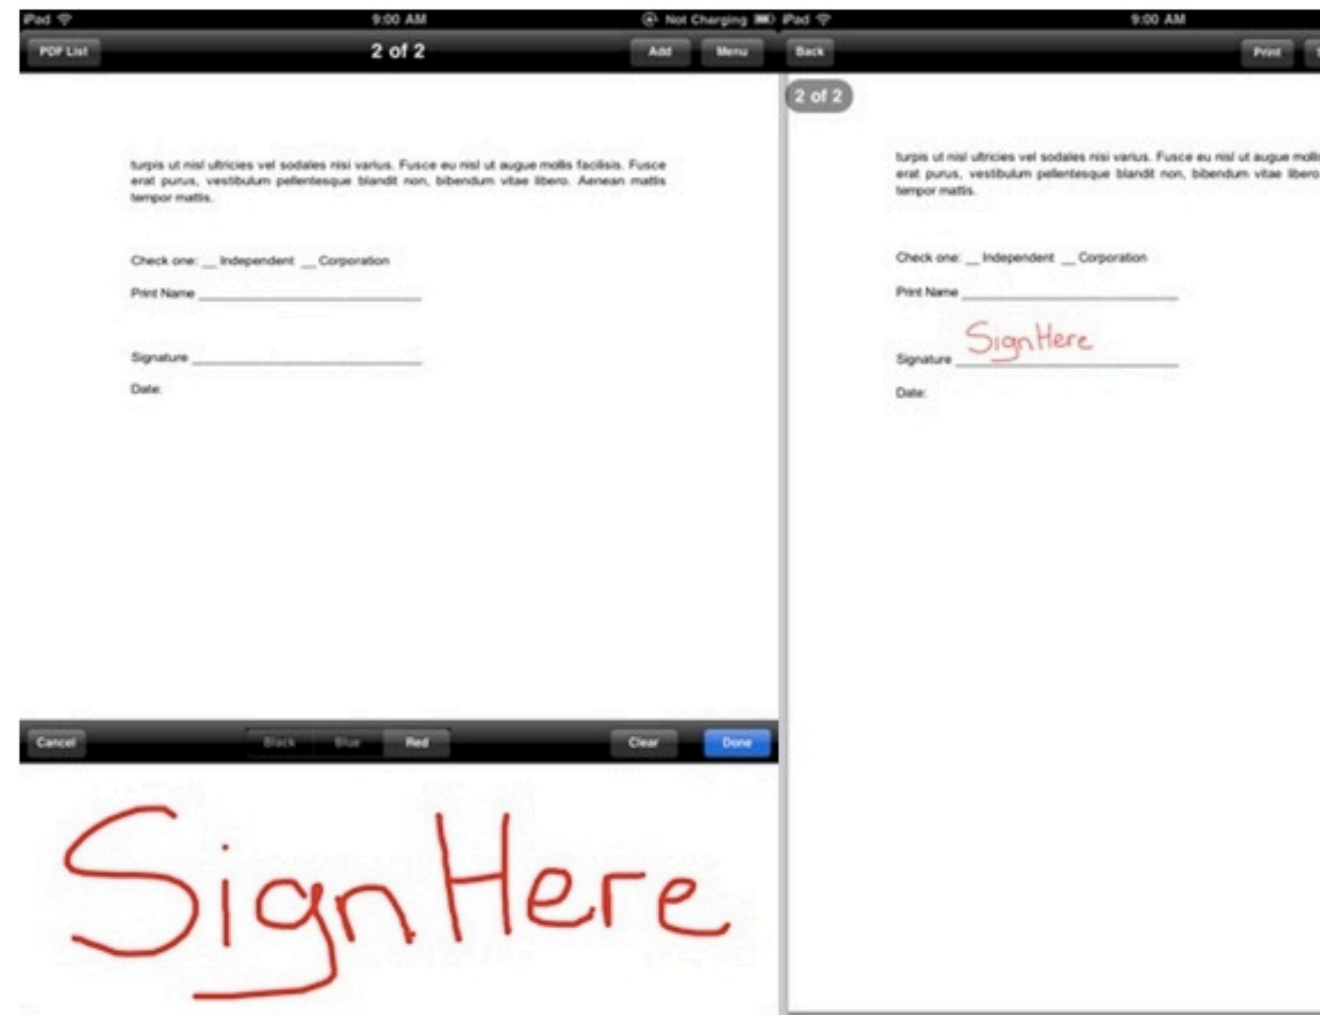 iPad 9:00 AM Not Charging
PDF List 2 of 2 Add Menu
turpis ut nisl ultricies vel sodales nisi varius. Fusce eu nisl ut augue mollis facilisis. Fusce
erat purus, vestibulum pellentesque blandit non, bibendum vitae libero. Aenean mattis
tempor mattis.
Check one: __ Independent __ Corporation
Print Name
Signature
Date:
Cancel Black Blue Red Clear Done
SignHere
iPad 9:00 AM
Back Print
2 of 2
turpis ut nisl ultricies vel sodales nisi varius. Fusce eu nisl ut augue mollis
erat purus, vestibulum pellentesque blandit non, bibendum vitae libero.
tempor mattis.
Check one: __ Independent __ Corporation
Print Name
SignHere
Signature
Date: